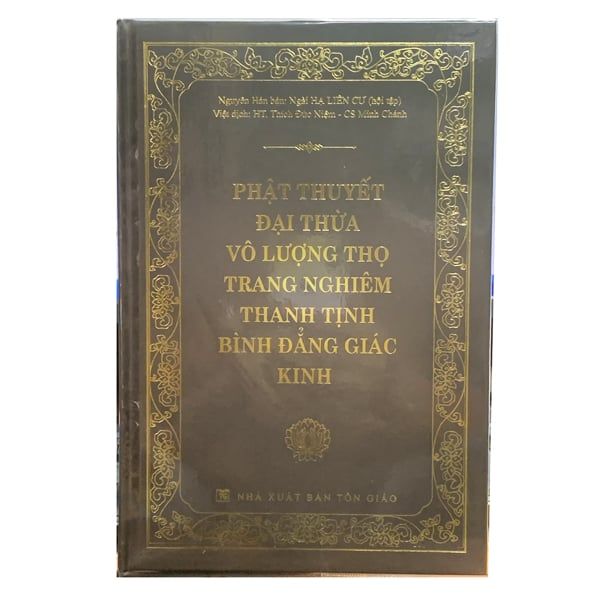 Nguyên Hán bản: Ngài HẠ LIÊN CƯ (hội tập)
Việt dịch: HT. Thích Đức Niệm - CS Minh Chánh
PHẬT THUYẾT
ĐẠI THỪA
VÔ LƯỢNG THỌ
TRANG NGHIÊM
THANH TỊNH
BÌNH ĐẲNG GIÁC
KINH
NHÀ XUẤT BẢN TÔN GIÁO